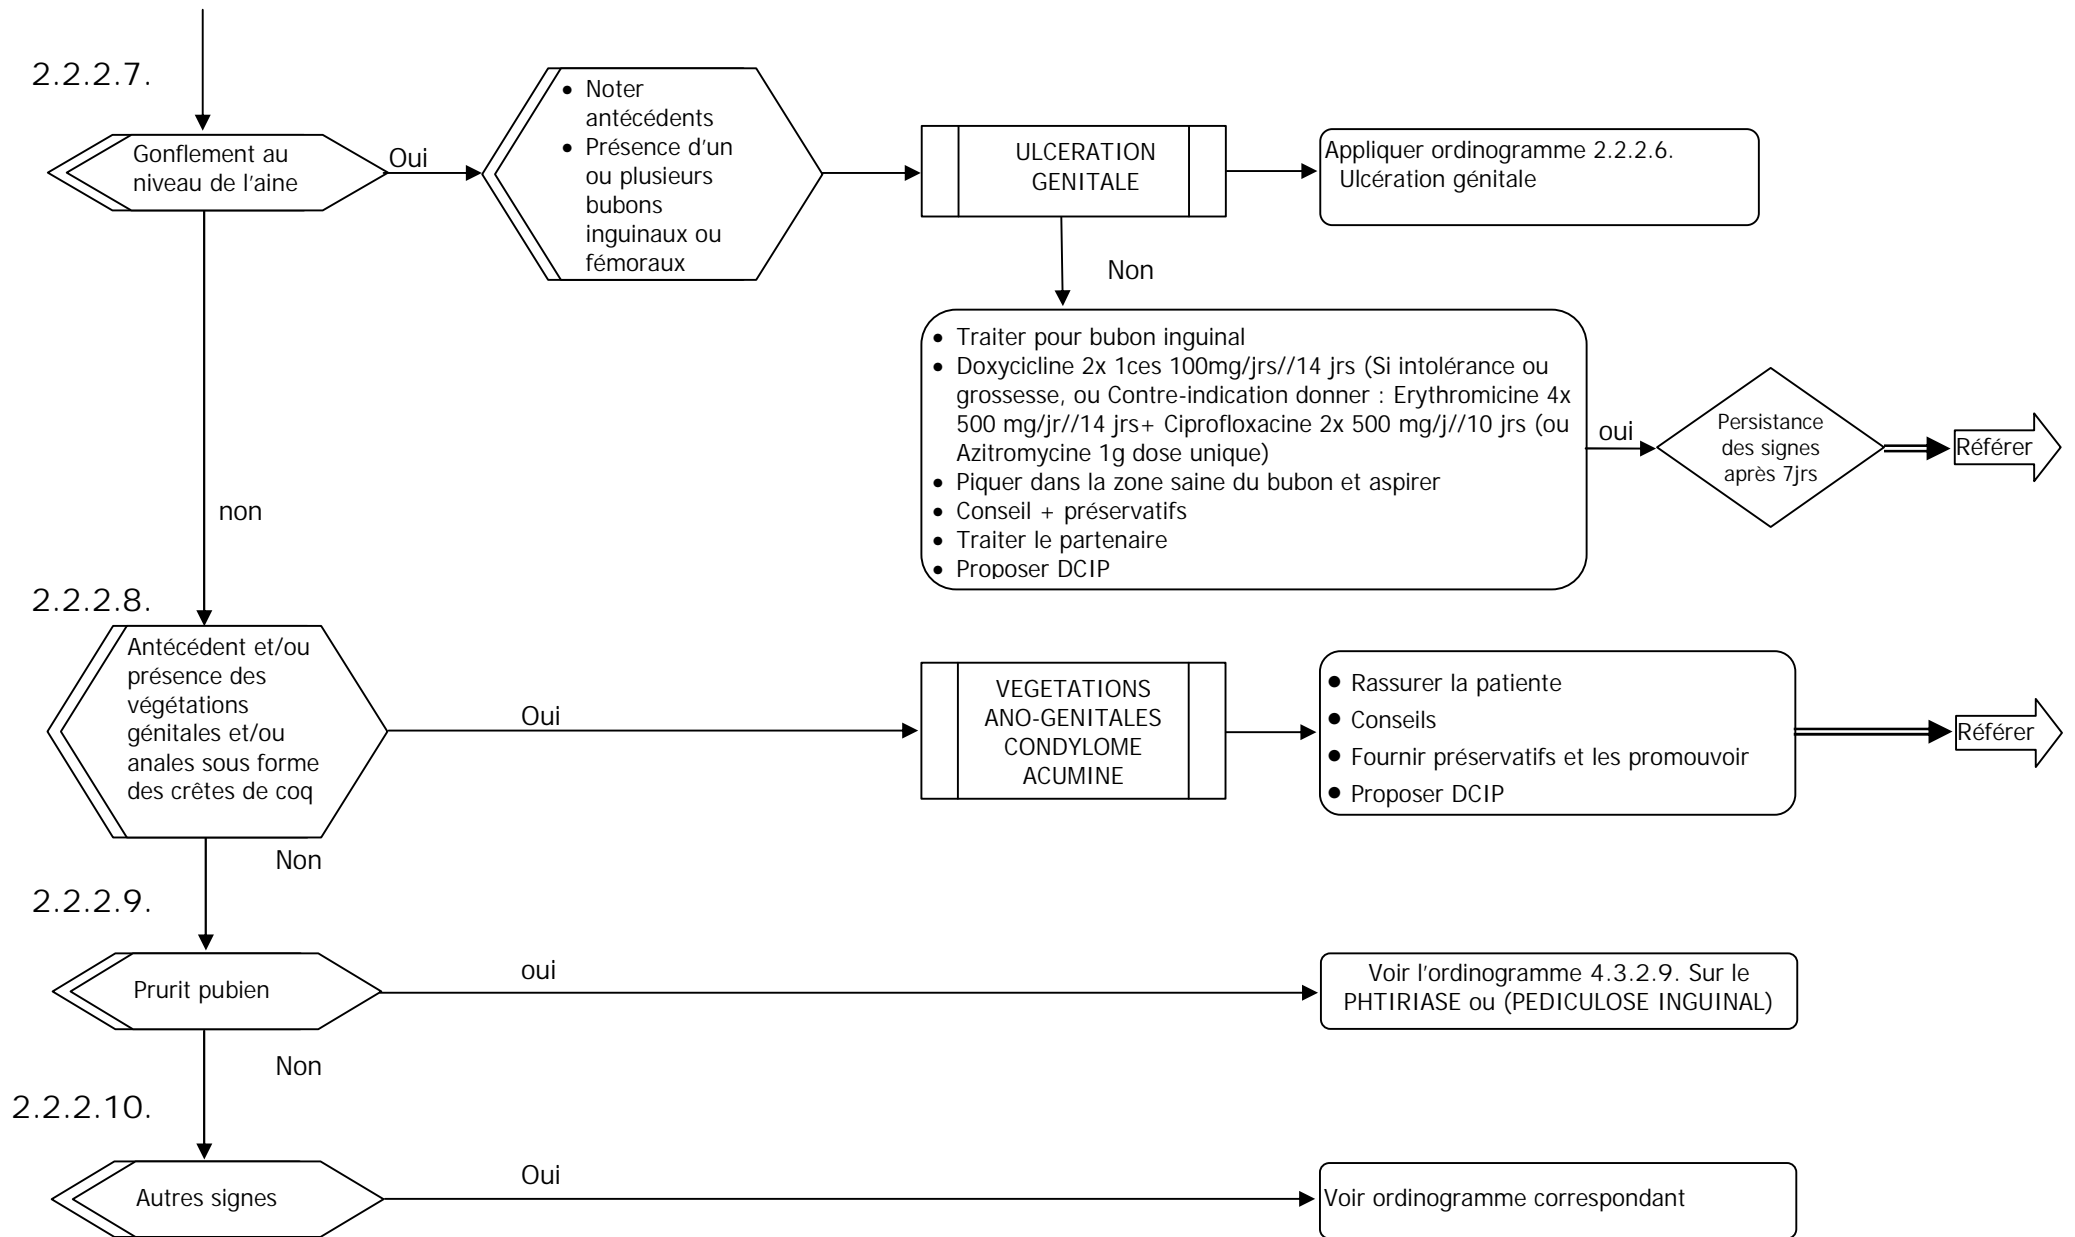 2.2.2.7.
Gonflement au
niveau de l'aine
Oui
• Noter
antécédents
• Présence d'un
ou plusieurs
bubons
inguinaux ou
fémoraux
ULCERATION
GENITALE
Appliquer ordinogramme 2.2.2.6.
Ulcération génitale
Non
• Traiter pour bubon inguinal
• Doxycicline 2x 1ces 100mg/jrs//14 jrs (Si intolérance ou
grossesse, ou Contre-indication donner : Erythromicine 4x
500 mg/jr//14 jrs+ Ciprofloxacine 2x 500 mg/j//10 jrs (ou
Azitromycine 1g dose unique)
• Piquer dans la zone saine du bubon et aspirer
• Conseil + préservatifs
• Traiter le partenaire
• Proposer DCIP
oui
Persistance
des signes
après 7jrs
Référer
non
2.2.2.8.
Antécédent et/ou
présence des
végétations
génitales et/ou
anales sous forme
des crêtes de coq
Oui
VEGETATIONS
ANO-GENITALES
CONDYLOME
ACUMINE
• Rassurer la patiente
• Conseils
• Fournir préservatifs et les promouvoir
• Proposer DCIP
Référer
Non
2.2.2.9.
Prurit pubien
oui
Voir l'ordinogramme 4.3.2.9. Sur le
PHTIRIASE ou (PEDICULOSE INGUINAL)
Non
2.2.2.10.
Autres signes
Oui
Voir ordinogramme correspondant